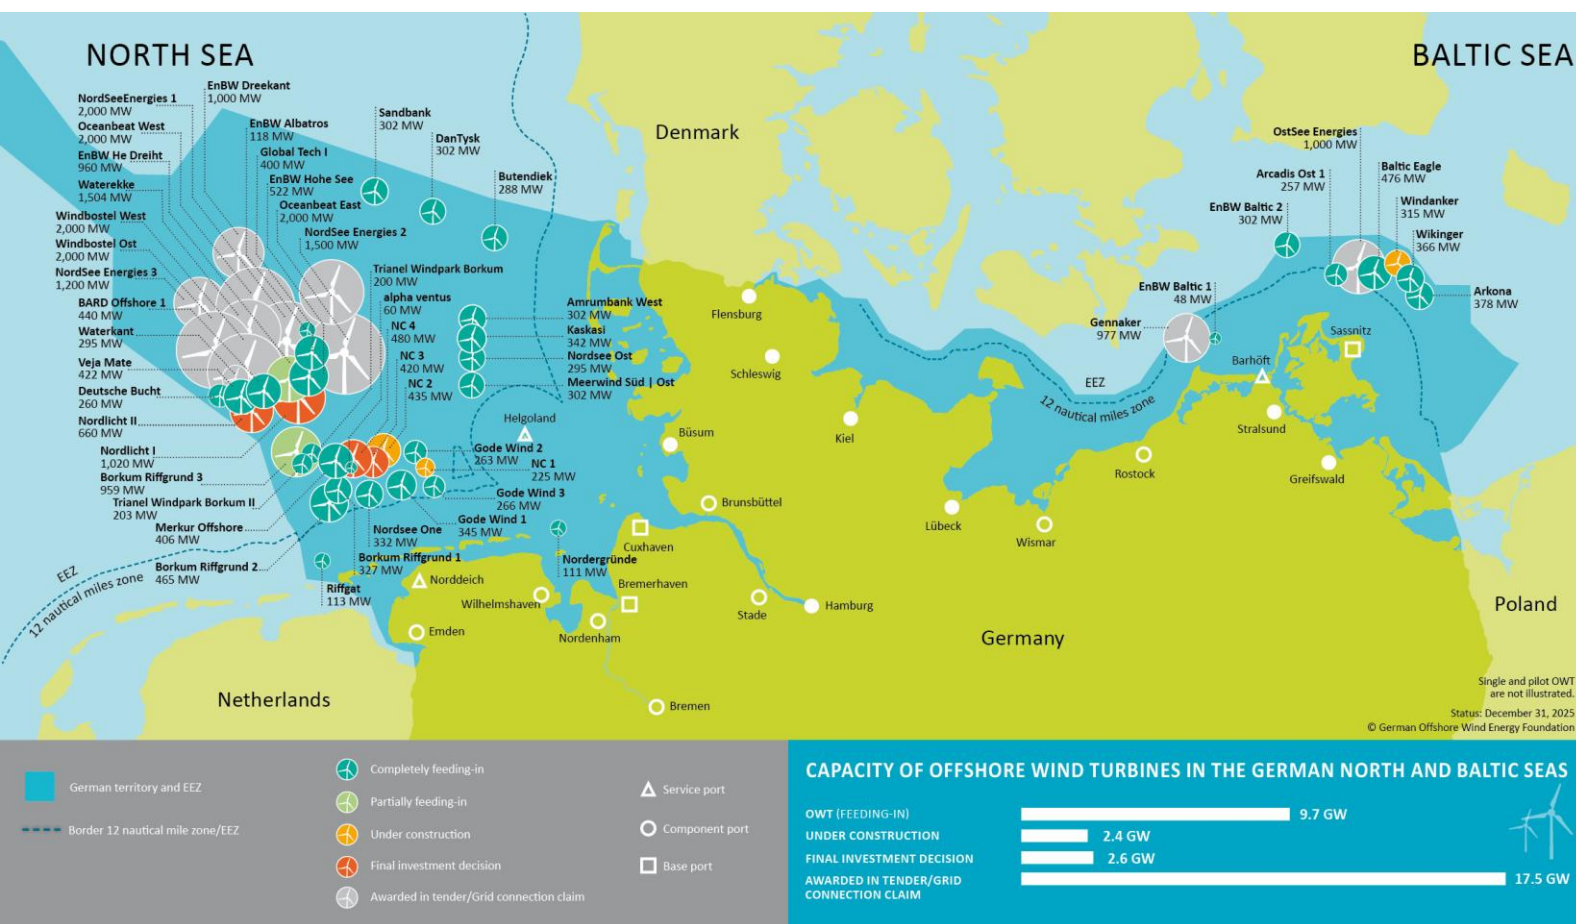 NORTH SEA
BALTIC SEA
EnBW Dreekant
1,000 MW
NordSeeEnergies 1
2,000 MW
Oceanbeat West
2,000 MW
EnBW He Dreiht
960 MW
Waterekke
1,504 MW
Windbostel West
2,000 MW
Windbostel Ost
2,000 MW
NordSee Energies 3
1,200 MW
BARD Offshore 1
440 MW
Waterkant
295 MW
Veja Mate
422 MW
Deutsche Bucht
260 MW
Nordlicht II
660 MW
Nordlicht I
1,020 MW
Borkum Riffgrund 3
959 MW
Trianel Windpark Borkum II
203 MW
Merkur Offshore
406 MW
Borkum Riffgrund 2
465 MW
EnBW Albatros
118 MW
Global Tech I
400 MW
EnBW Hohe See
522 MW
Oceanbeat East
2,000 MW
NordSee Energies 2
1,500 MW
Trianel Windpark Borkum
200 MW
alpha ventus
60 MW
NC 4
480 MW
NC 3
420 MW
NC 2
435 MW
Sandbank
302 MW
DanTysk
302 MW
Butendiek
288 MW
Amrumbank West
302 MW
Kaskasi
342 MW
Nordsee Ost
295 MW
Meerwind Süd | Ost
302 MW
Helgoland
Gode Wind 2
263 MW
NC 1
225 MW
Gode Wind 3
266 MW
Gode Wind 1
345 MW
Nordsee One
332 MW
Borkum Riffgrund 1
327 MW
Riffgat
113 MW
Nordergründe
111 MW
EEZ
12 nautical miles zone
Denmark
Flensburg
Schleswig
Kiel
Büsum
Brunsbüttel
Cuxhaven
Bremerhaven
Norddeich
Wilhelmshaven
Emden
Nordenham
Stade
Hamburg
Bremen
Lübeck
Wismar
Rostock
Netherlands
Germany
Poland
OstSee Energies
1,000 MW
Arcadis Ost 1
257 MW
Baltic Eagle
476 MW
EnBW Baltic 2
302 MW
Windanker
315 MW
Wikinger
366 MW
Arkona
378 MW
EnBW Baltic 1
48 MW
Gennaker
977 MW
EEZ
12 nautical miles zone
Sassnitz
Barhöft
Stralsund
Greifswald
Single and pilot OWT
are not illustrated.
Status: December 31, 2025
© German Offshore Wind Energy Foundation
German territory and EEZ
Border 12 nautical mile zone/EEZ
Completely feeding-in
Partially feeding-in
Under construction
Final investment decision
Awarded in tender/Grid connection claim
Service port
Component port
Base port
CAPACITY OF OFFSHORE WIND TURBINES IN THE GERMAN NORTH AND BALTIC SEAS
OWT (FEEDING-IN) 9.7 GW
UNDER CONSTRUCTION 2.4 GW
FINAL INVESTMENT DECISION 2.6 GW
AWARDED IN TENDER/GRID
CONNECTION CLAIM 17.5 GW